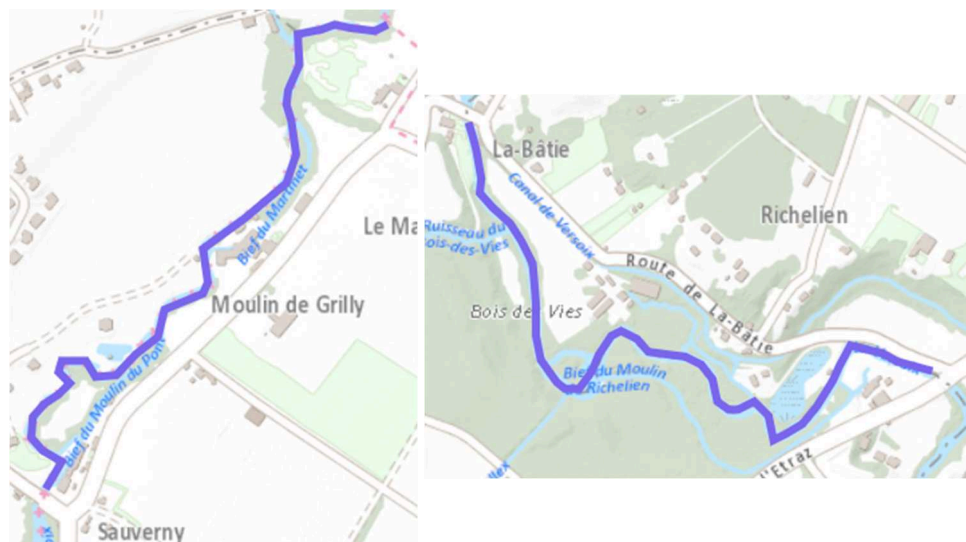 Bief du Martinet
Le Ma
Moulin de Grilly
Bief du Moulin du Pont
Sauverny
La-Bâtie
Canal-de-Versoix
Richelien
Ruisseau du
ois-des-Vies
Route de La-Bâtie
Bois des Vies
Bief du Moulin
de Richelien
l'Etraz